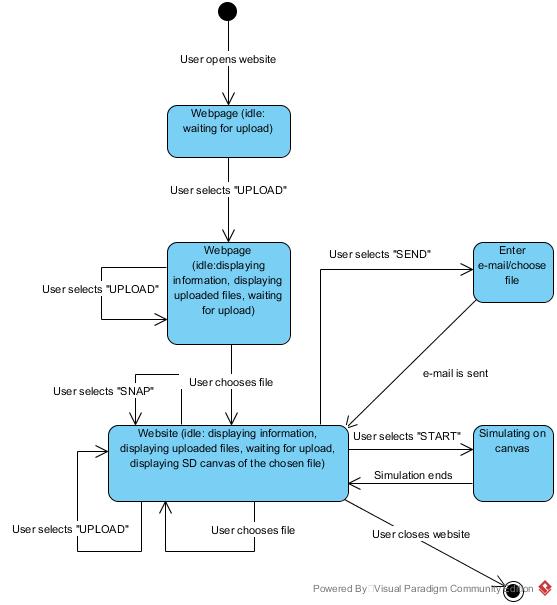 User opens website
Webpage (idle:
waiting for upload)
User selects "UPLOAD"
Webpage
(idle:displaying
information, displaying
uploaded files, waiting
for upload)
User selects "UPLOAD"
User selects "SEND"
Enter
e-mail/choose
file
e-mail is sent
User chooses file
User selects "SNAP"
Website (idle: displaying information,
displaying uploaded files, waiting for upload,
displaying SD canvas of the chosen file)
User selects "START"
Simulating on
canvas
Simulation ends
User selects "UPLOAD"
User chooses file
User closes website
Powered By Visual Paradigm Community Edition